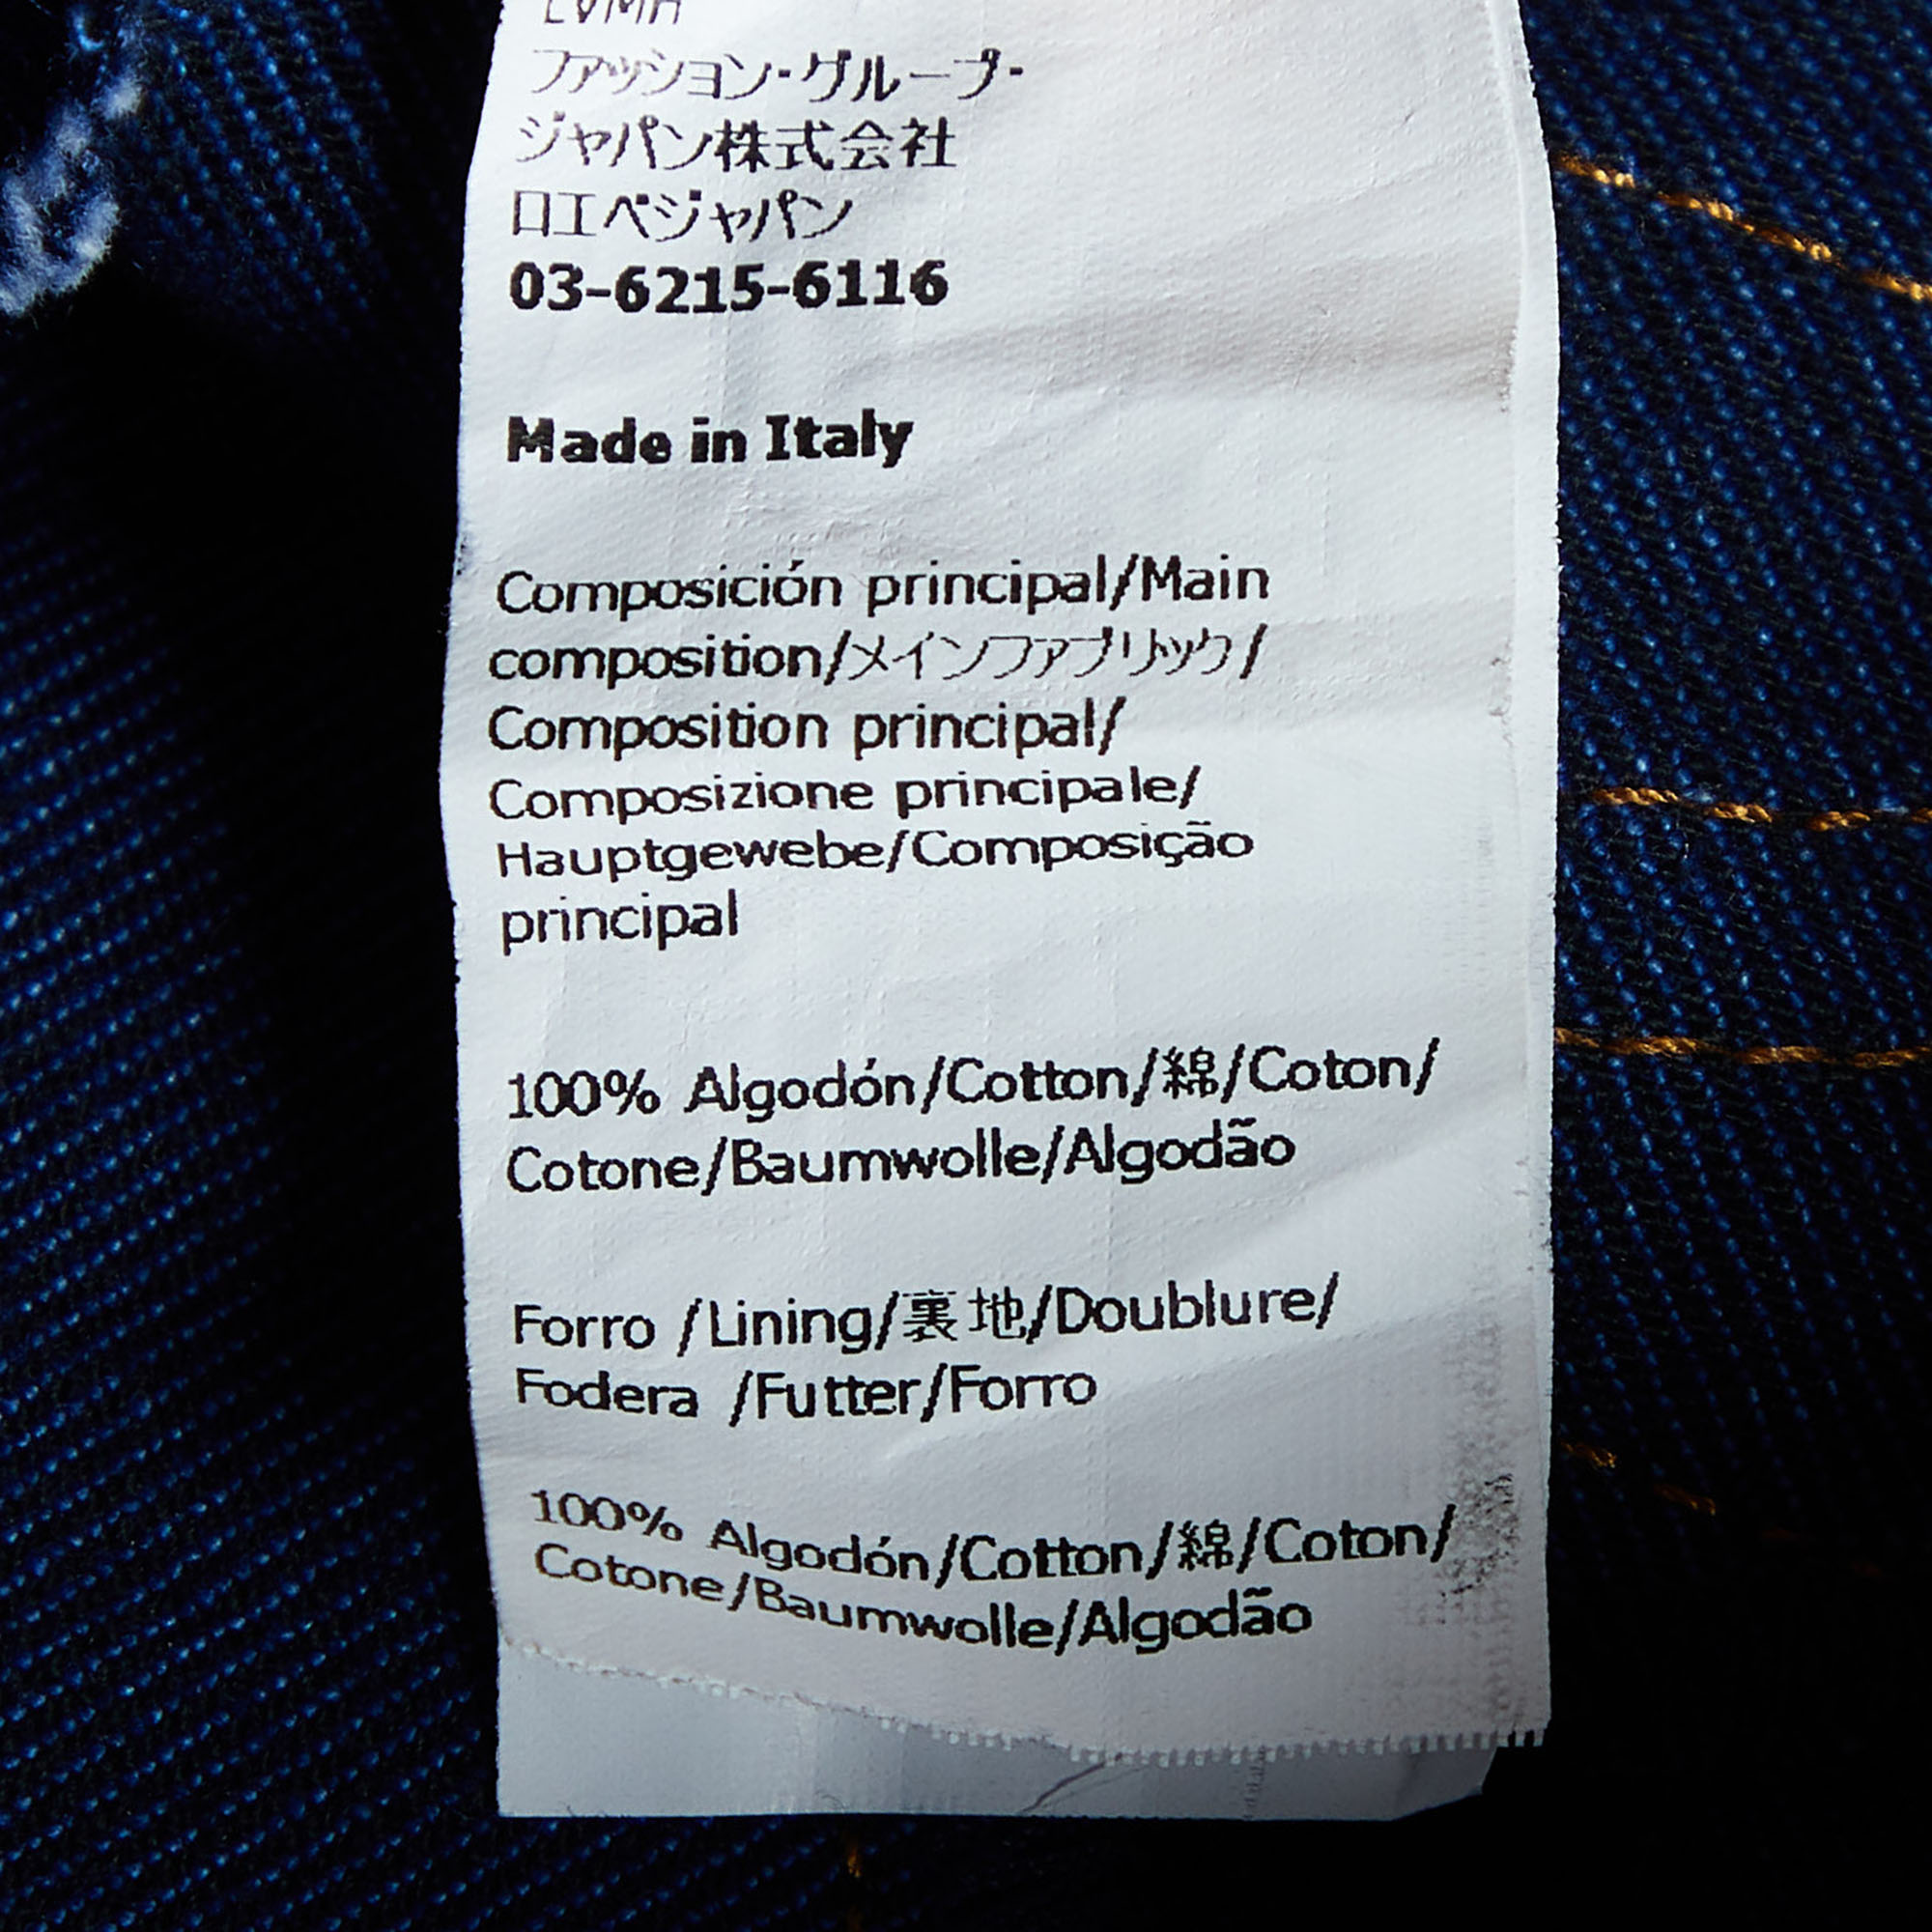 LVMH
ファッション・グループ・
ジャパン株式会社
ロエベジャパン
03-6215-6116
Made in Italy
Composición principal/Main
composition/メインファブリック/
Composition principal/
Composizione principale/
Hauptgewebe/Composição
principal
100% Algodón/Cotton/綿/Coton/
Cotone/Baumwolle/Algodão
Forro /Lining/裏地/Doublure/
Fodera /Futter/Forro
100% Algodón/Cotton/綿/Coton/
Cotone/Baumwolle/Algodão